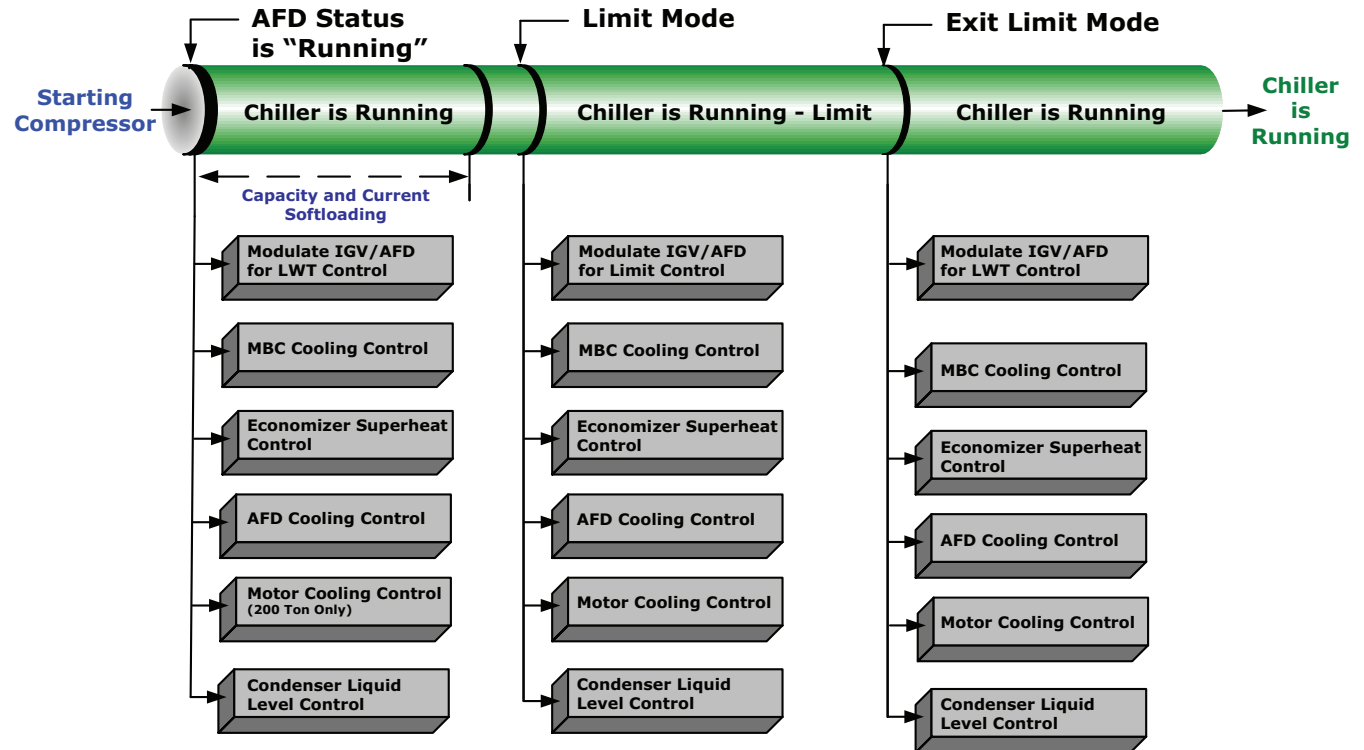 AFD Status
is “Running”
Limit Mode
Exit Limit Mode
Starting
Compressor
Chiller is Running
Chiller is Running - Limit
Chiller is Running
Chiller
is
Running
Capacity and Current
Softloading
Modulate IGV/AFD
for LWT Control
MBC Cooling Control
Economizer Superheat
Control
AFD Cooling Control
Motor Cooling Control
(200 Ton Only)
Condenser Liquid
Level Control
Modulate IGV/AFD
for Limit Control
MBC Cooling Control
Economizer Superheat
Control
AFD Cooling Control
Motor Cooling Control
Condenser Liquid
Level Control
Modulate IGV/AFD
for LWT Control
MBC Cooling Control
Economizer Superheat
Control
AFD Cooling Control
Motor Cooling Control
Condenser Liquid
Level Control